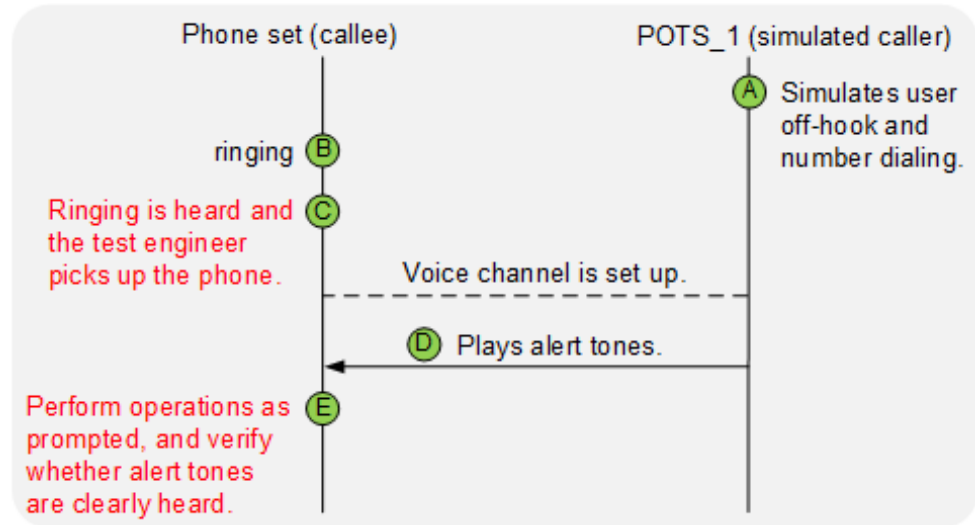 Phone set (callee)
POTS_1 (simulated caller)
A
Simulates user
off-hook and
number dialing.
ringing
B
Ringing is heard and
the test engineer
picks up the phone.
C
Voice channel is set up.
D
Plays alert tones.
Perform operations as
prompted, and verify
whether alert tones
are clearly heard.
E